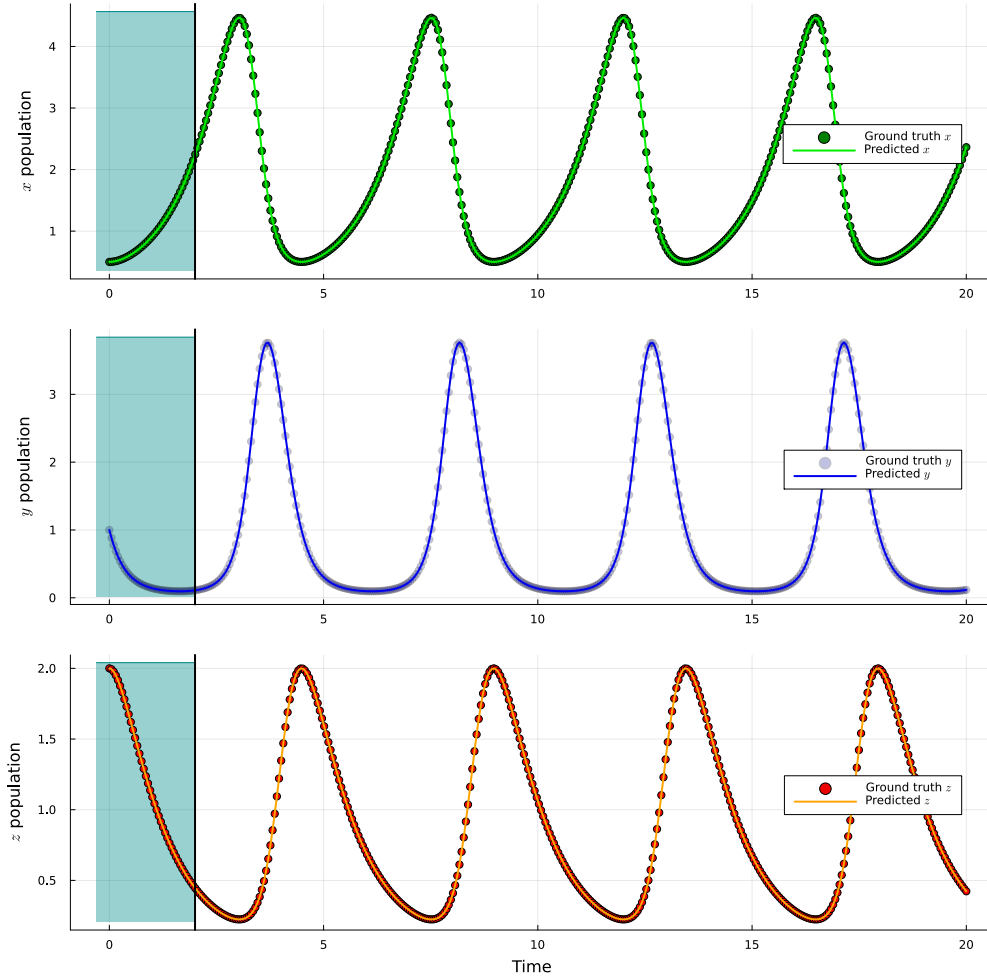 4
3
2
1
x population
Ground truth x
Predicted x
0
5
10
15
20
3
2
1
0
y population
Ground truth y
Predicted y
0
5
10
15
20
2.0
1.5
1.0
0.5
z population
Ground truth z
Predicted z
0
5
10
15
20
Time